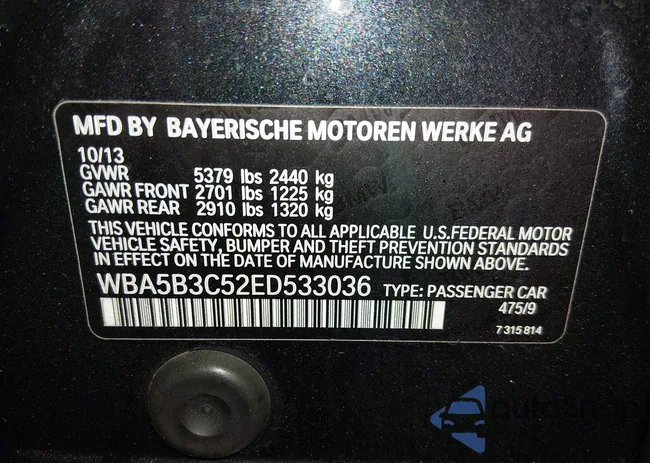 MFD BY BAYERISCHE MOTOREN WERKE AG
10/13
GVWR 5379 lbs 2440 kg
GAWR FRONT 2701 lbs 1225 kg
GAWR REAR 2910 lbs 1320 kg
THIS VEHICLE CONFORMS TO ALL APPLICABLE U.S.FEDERAL MOTOR
VEHICLE SAFETY, BUMPER AND THEFT PREVENTION STANDARDS
IN EFFECT ON THE DATE OF MANUFACTURE SHOWN ABOVE.
WBA5B3C52ED533036 TYPE: PASSENGER CAR
475/9
7 315 814